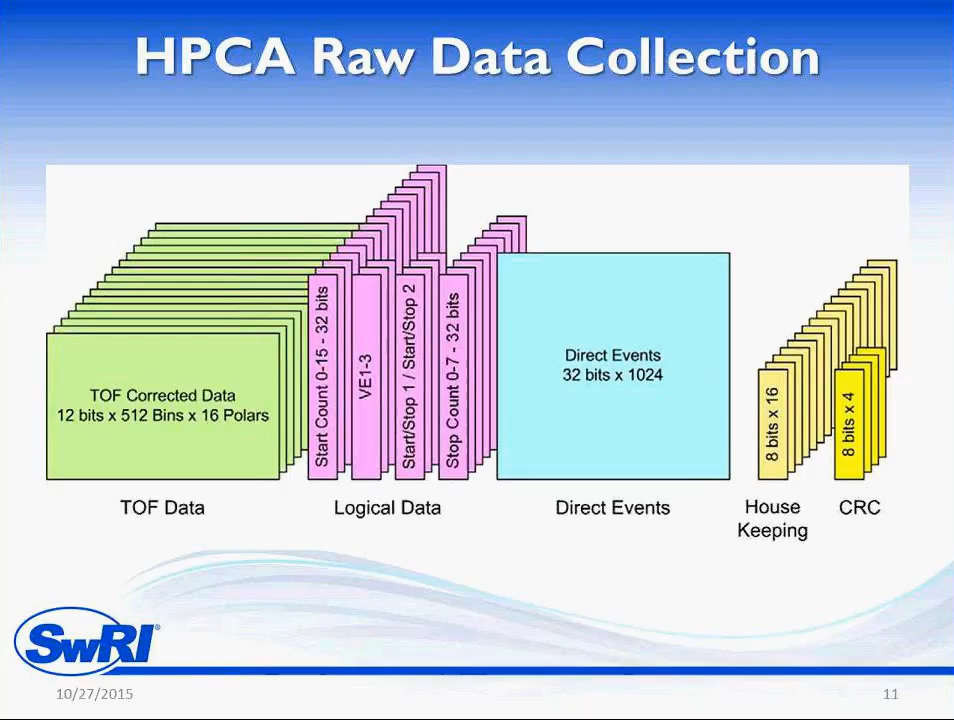 HPCA Raw Data Collection
TOF Corrected Data
12 bits x 512 Bins x 16 Polars
Start Count 0-15 - 32 bits
VE1-3
Start/Stop 1 / Start/Stop 2
Stop Count 0-7 - 32 bits
Direct Events
32 bits x 1024
8 bits x 16
8 bits x 4
TOF Data
Logical Data
Direct Events
House
Keeping
CRC
SwRI®
10/27/2015
11